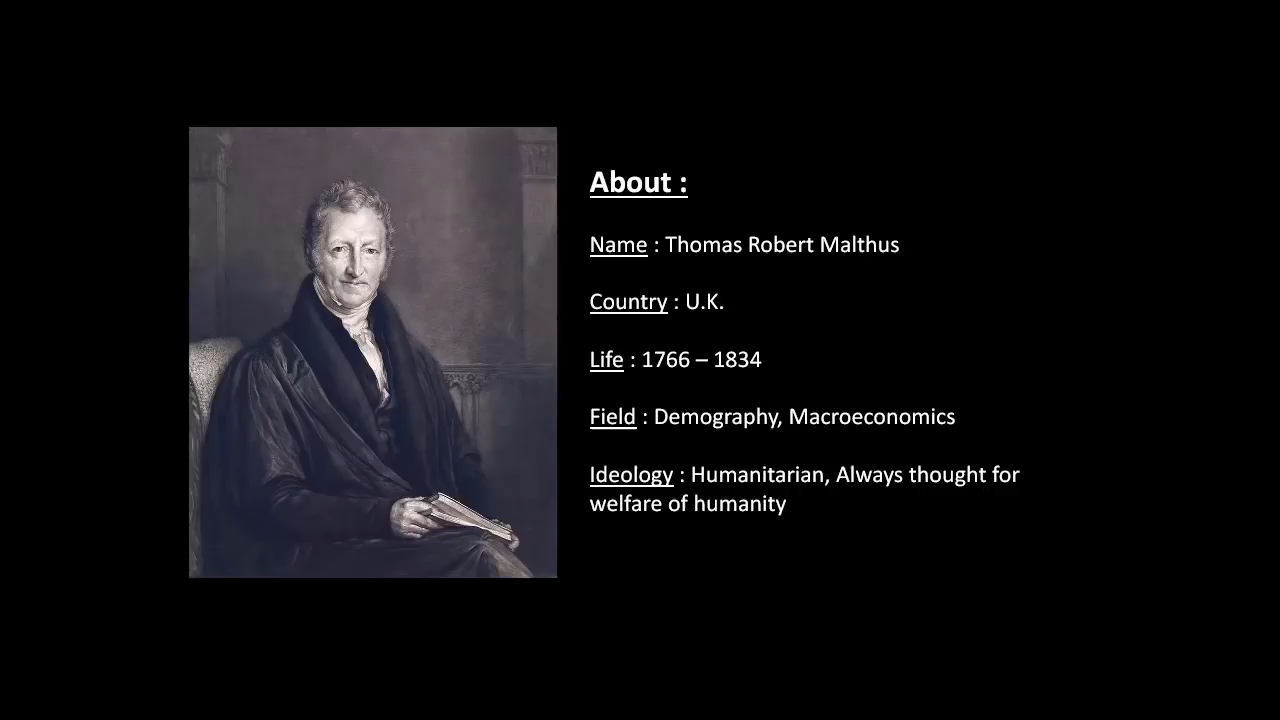 About :
Name : Thomas Robert Malthus
Country : U.K.
Life : 1766 – 1834
Field : Demography, Macroeconomics
Ideology : Humanitarian, Always thought for
welfare of humanity